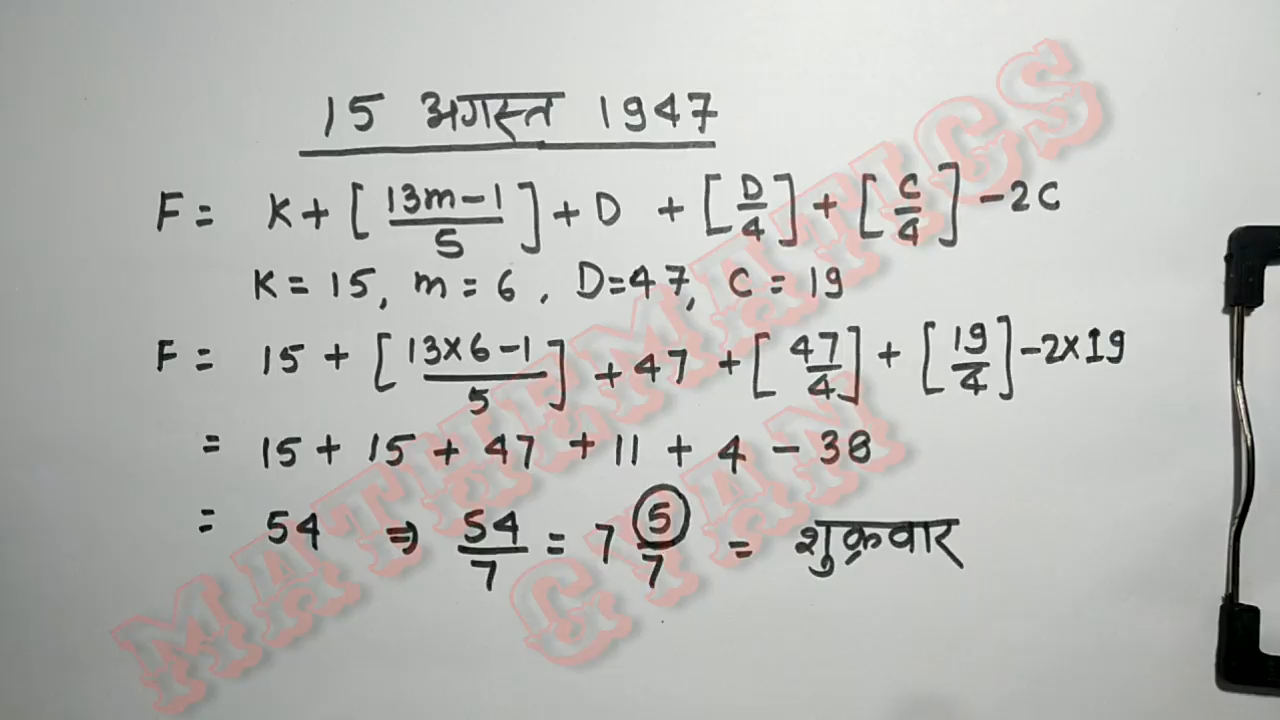 15 अगस्त 1947
F = K + [13m-1/5] + D + [D/4] + [C/4] - 2C
K = 15, m = 6, D=47, C = 19
F = 15 + [13×6-1/5] + 47 + [47/4] + [19/4] - 2×19
= 15 + 15 + 47 + 11 + 4 - 38
= 54 ⇒ 54/7 = 7 5/7 = शुक्रवार
MATHEMATICS
GYAN